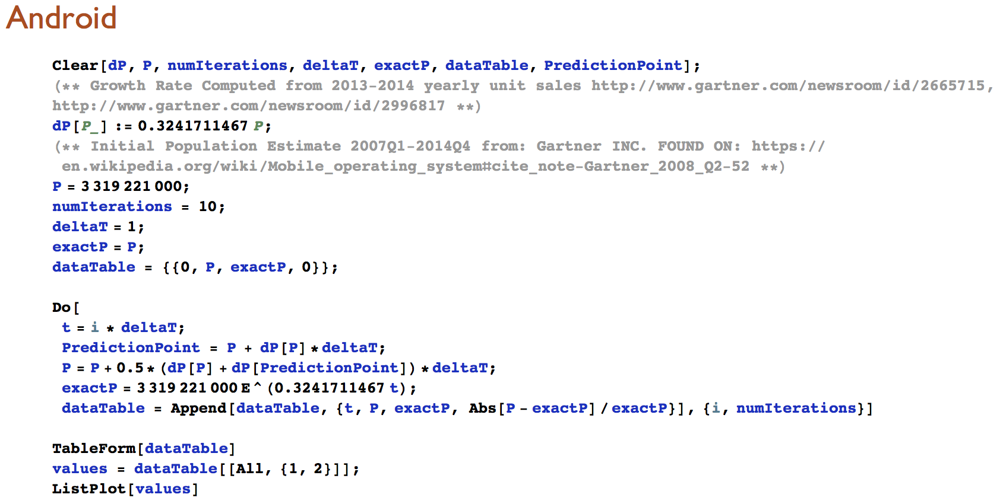 Android
Clear[dP, P, numIterations, deltaT, exactP, dataTable, PredictionPoint];
(** Growth Rate Computed from 2013-2014 yearly unit sales http://www.gartner.com/newsroom/id/2665715,
http://www.gartner.com/newsroom/id/2996817 **)
dP[P_] := 0.3241711467 P;
(** Initial Population Estimate 2007Q1-2014Q4 from: Gartner INC. FOUND ON: https://
en.wikipedia.org/wiki/Mobile_operating_system#cite_note-Gartner_2008_Q2-52 **)
P = 3 319 221 000;
numIterations = 10;
deltaT = 1;
exactP = P;
dataTable = {{0, P, exactP, 0}};
Do[
t = i * deltaT;
PredictionPoint = P + dP[P] * deltaT;
P = P + 0.5 * (dP[P] + dP[PredictionPoint]) * deltaT;
exactP = 3 319 221 000 E^(0.3241711467 t);
dataTable = Append[dataTable, {t, P, exactP, Abs[P - exactP] / exactP}], {i, numIterations}]
TableForm[dataTable]
values = dataTable[[All, {1, 2}]];
ListPlot[values]